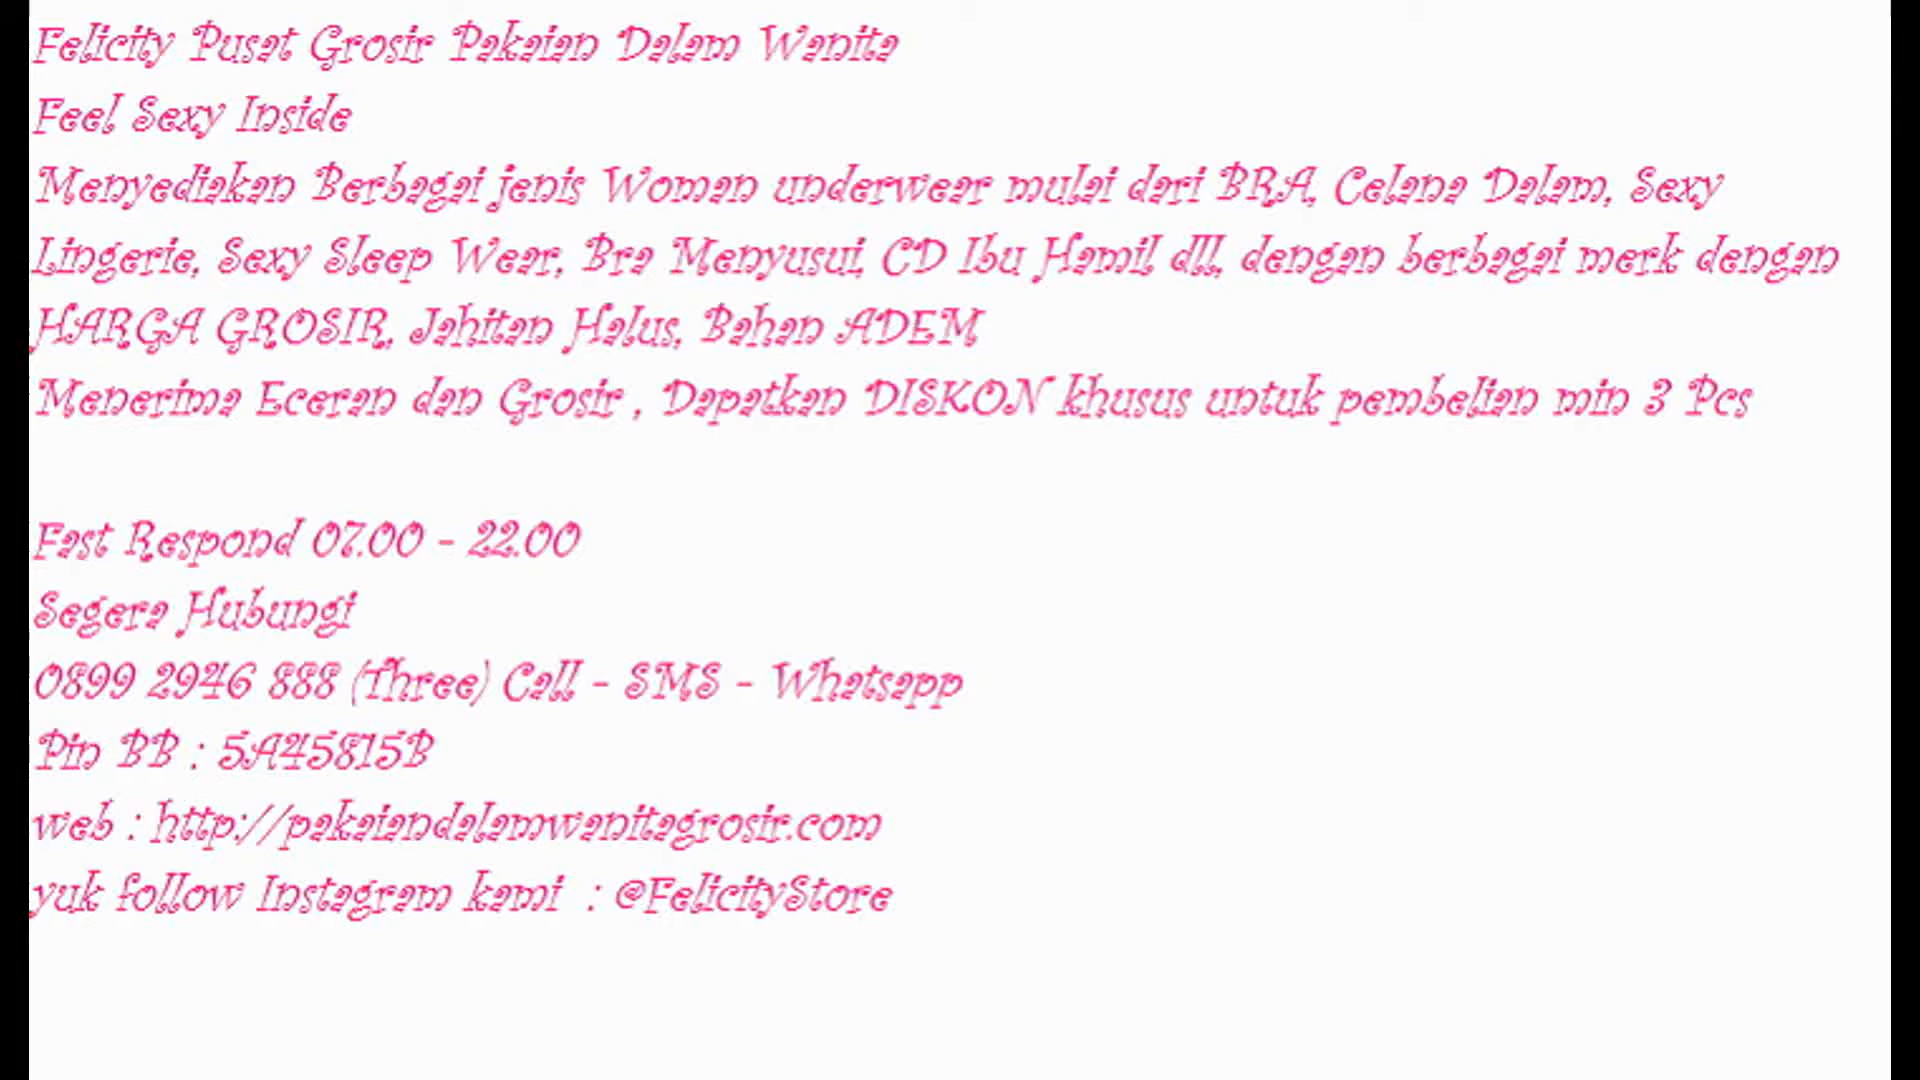 Felicity Pusat Grosir Pakaian Dalam Wanita
Feel Sexy Inside
Menyediakan Berbagai jenis Woman underwear mulai dari BRA, Celana Dalam, Sexy
Lingerie, Sexy Sleep Wear, Bra Menyusui, CD Ibu Hamil dll, dengan berbagai merk dengan
HARGA GROSIR, Jahitan Halus, Bahan ADEM
Menerima Eceran dan Grosir , Dapatkan DISKON khusus untuk pembelian min 3 Pcs
Fast Respond 07.00 - 22.00
Segera Hubungi
0899 2946 888 (Three) Call - SMS - Whatsapp
Pin BB : 5A45815B
web : http://pakaiandalamwanitagrosir.com
yuk follow Instagram kami  : @FelicityStore